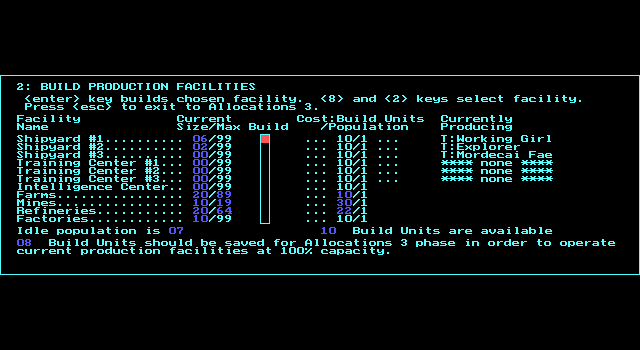 2: BUILD PRODUCTION FACILITIES
<enter> key builds chosen facility.  <8> and <2> keys select facility.
Press <esc> to exit to Allocations 3.
Facility Current Cost:Build Units Currently
Name Size/Max Build /Population Producing
Shipyard #1.......... 06/99 ... 10/1 ... T:Working Girl
Shipyard #2.......... 02/99 ... 10/1 ... T:Explorer
Shipyard #3.......... 00/99 ... 10/1 ... T:Mordecai Fae
Training Center #1... 00/99 ... 10/1 ... **** none ****
Training Center #2... 00/99 ... 10/1 ... **** none ****
Training Center #3... 00/99 ... 10/1 ... **** none ****
Intelligence Center.. 00/99 ... 10/1
Farms................ 20/89 ... 10/1
Mines................ 10/19 ... 30/1
Refineries........... 20/64 ... 22/1
Factories............ 10/99 ... 10/1
Idle population is 07 10  Build Units are available
08  Build Units should be saved for Allocations 3 phase in order to operate
current production facilities at 100% capacity.